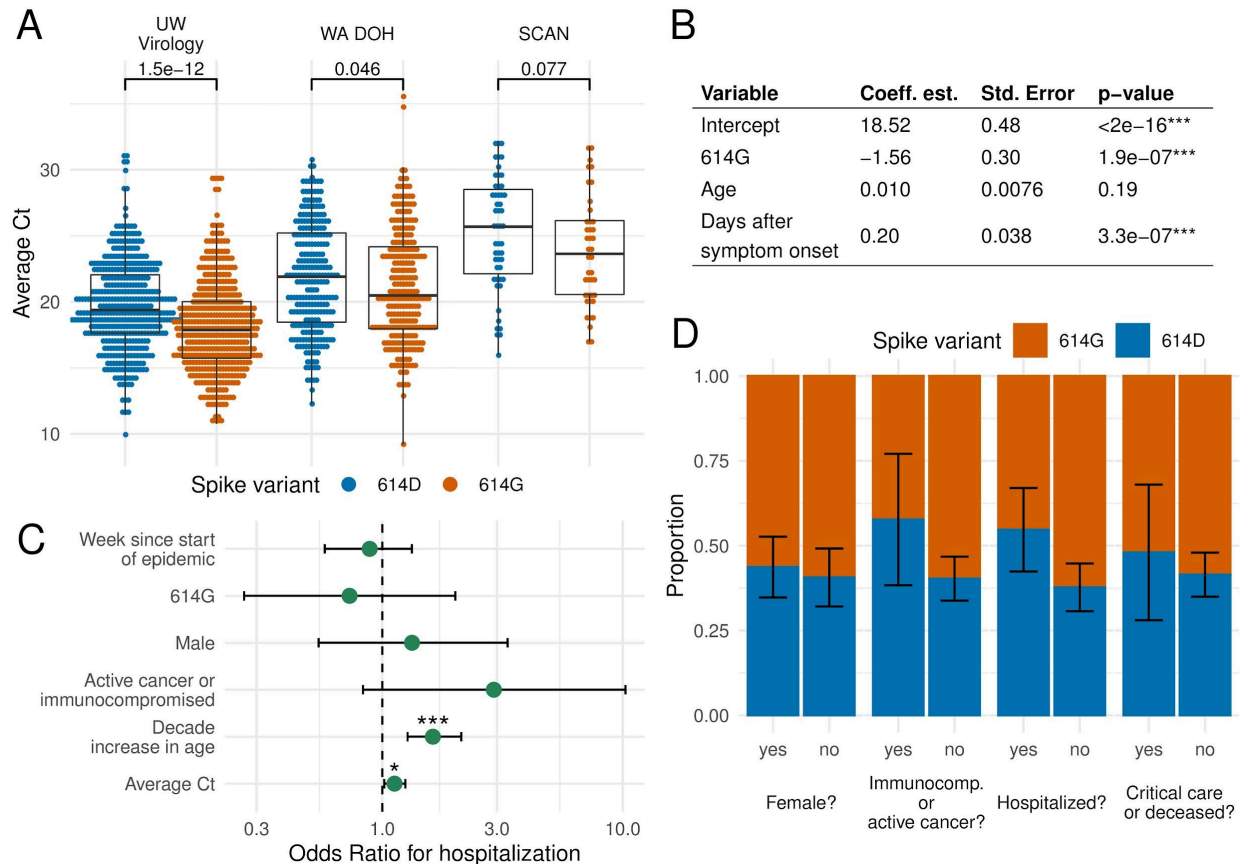 A
UW
Virology
WA DOH
SCAN
1.5e−12
0.046
0.077
Average Ct
30
20
10
Spike variant 614D 614G
B
Variable Coeff. est. Std. Error p−value
Intercept 18.52 0.48 <2e−16***
614G −1.56 0.30 1.9e−07***
Age 0.010 0.0076 0.19
Days after
symptom onset 0.20 0.038 3.3e−07***
C
Week since start
of epidemic
614G
Male
Active cancer or
immunocompromised
Decade
increase in age
***
Average Ct
*
0.3 1.0 3.0 10.0
Odds Ratio for hospitalization
D
Spike variant 614G 614D
Proportion
1.00
0.75
0.50
0.25
0.00
yes no yes no yes no yes no
Female?
Immunocomp.
or
active cancer?
Hospitalized?
Critical care
or deceased?